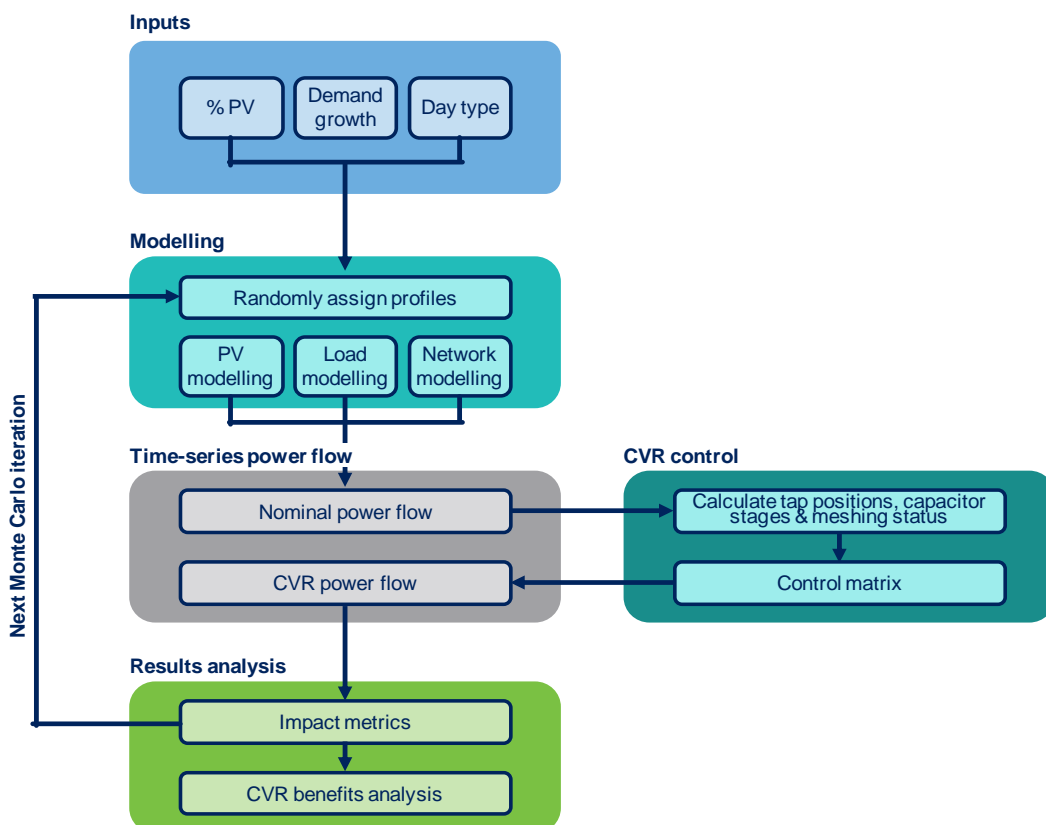 Inputs
% PV
Demand
growth
Day type
Modelling
Randomly assign profiles
PV
modelling
Load
modelling
Network
modelling
Time-series power flow
Nominal power flow
CVR power flow
CVR control
Calculate tap positions, capacitor
stages & meshing status
Control matrix
Results analysis
Impact metrics
CVR benefits analysis
Next Monte Carlo iteration